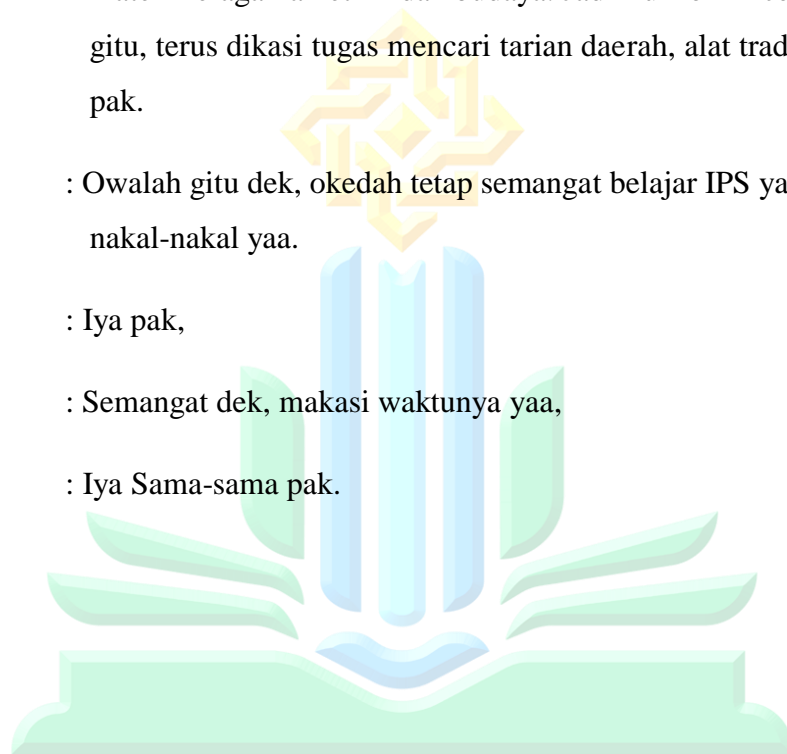 gitu, terus dikasi tugas mencari tarian daerah, alat trad
pak.
: Owalah gitu dek, okedah tetap semangat belajar IPS ya
nakal-nakal yaa.
: Iya pak,
: Semangat dek, makasi waktunya yaa,
: Iya Sama-sama pak.